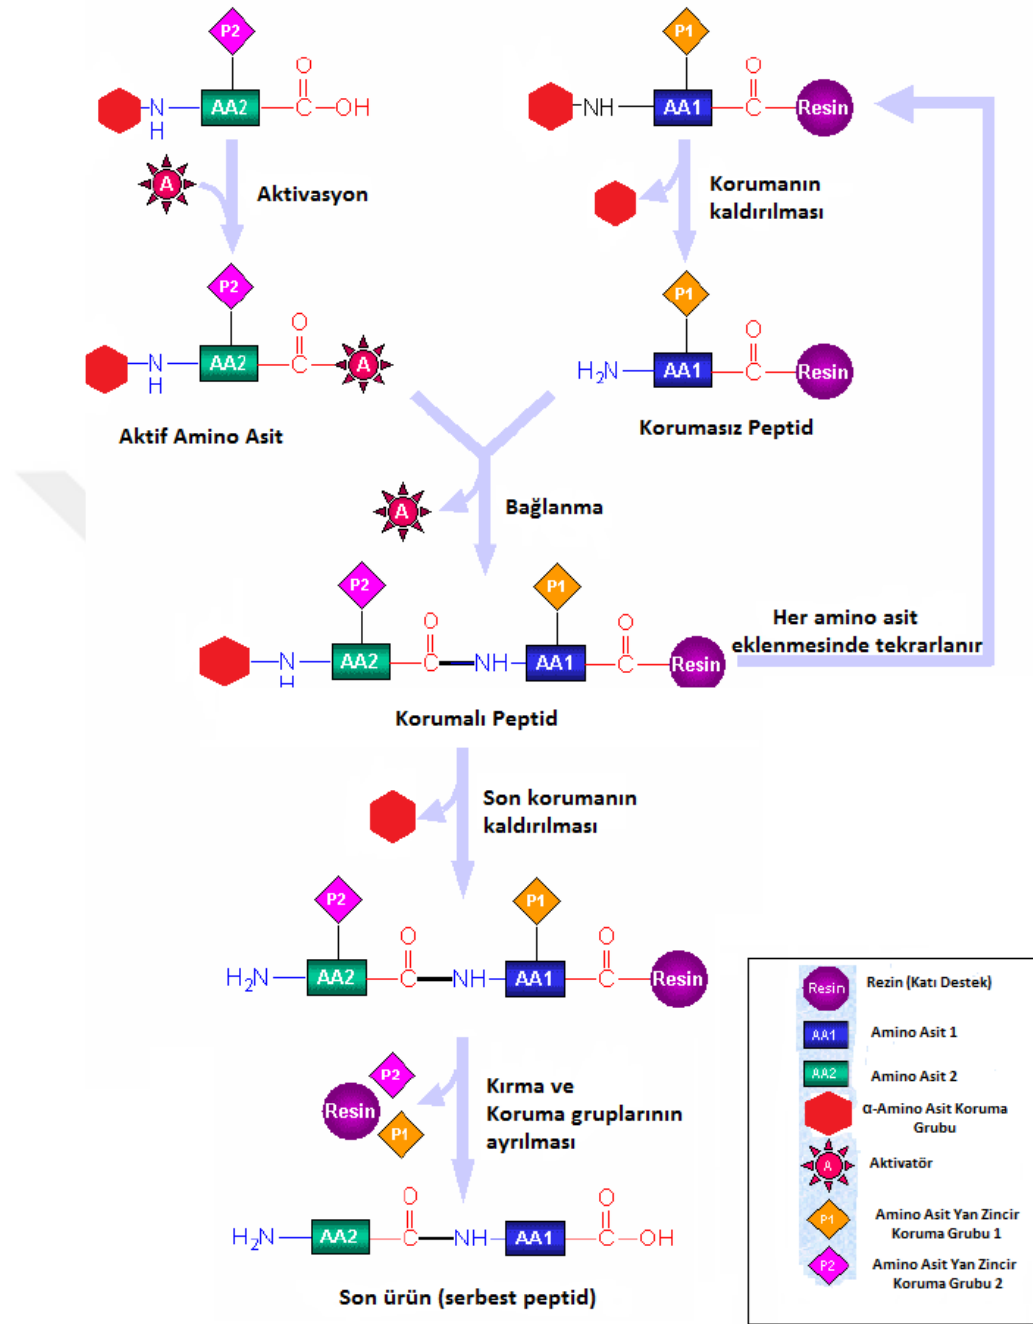 P2
P1
O
O
N
H
AA2
C
OH
NH
AA1
C
Resin
A
Aktivasyon
Korumanın
kaldırılması
P2
P1
O
O
N
H
AA2
C
A
H₂N
AA1
C
Resin
Aktif Amino Asit
Korumasız Peptid
A
Bağlanma
P2
P1
O
O
N
H
AA2
C
NH
AA1
C
Resin
Her amino asit
eklenmesinde tekrarlanır
Korumalı Peptid
Son korumanın
kaldırılması
P2
P1
O
O
H₂N
AA2
C
NH
AA1
C
Resin
P2
Resin
P1
Kırma ve
Koruma gruplarının
ayrılması
O
O
H₂N
AA2
C
NH
AA1
C
OH
Son ürün (serbest peptid)
Resin
Rezin (Katı Destek)
AA1
Amino Asit 1
AA2
Amino Asit 2
α-Amino Asit Koruma
Grubu
A
Aktivatör
P1
Amino Asit Yan Zincir
Koruma Grubu 1
P2
Amino Asit Yan Zincir
Koruma Grubu 2